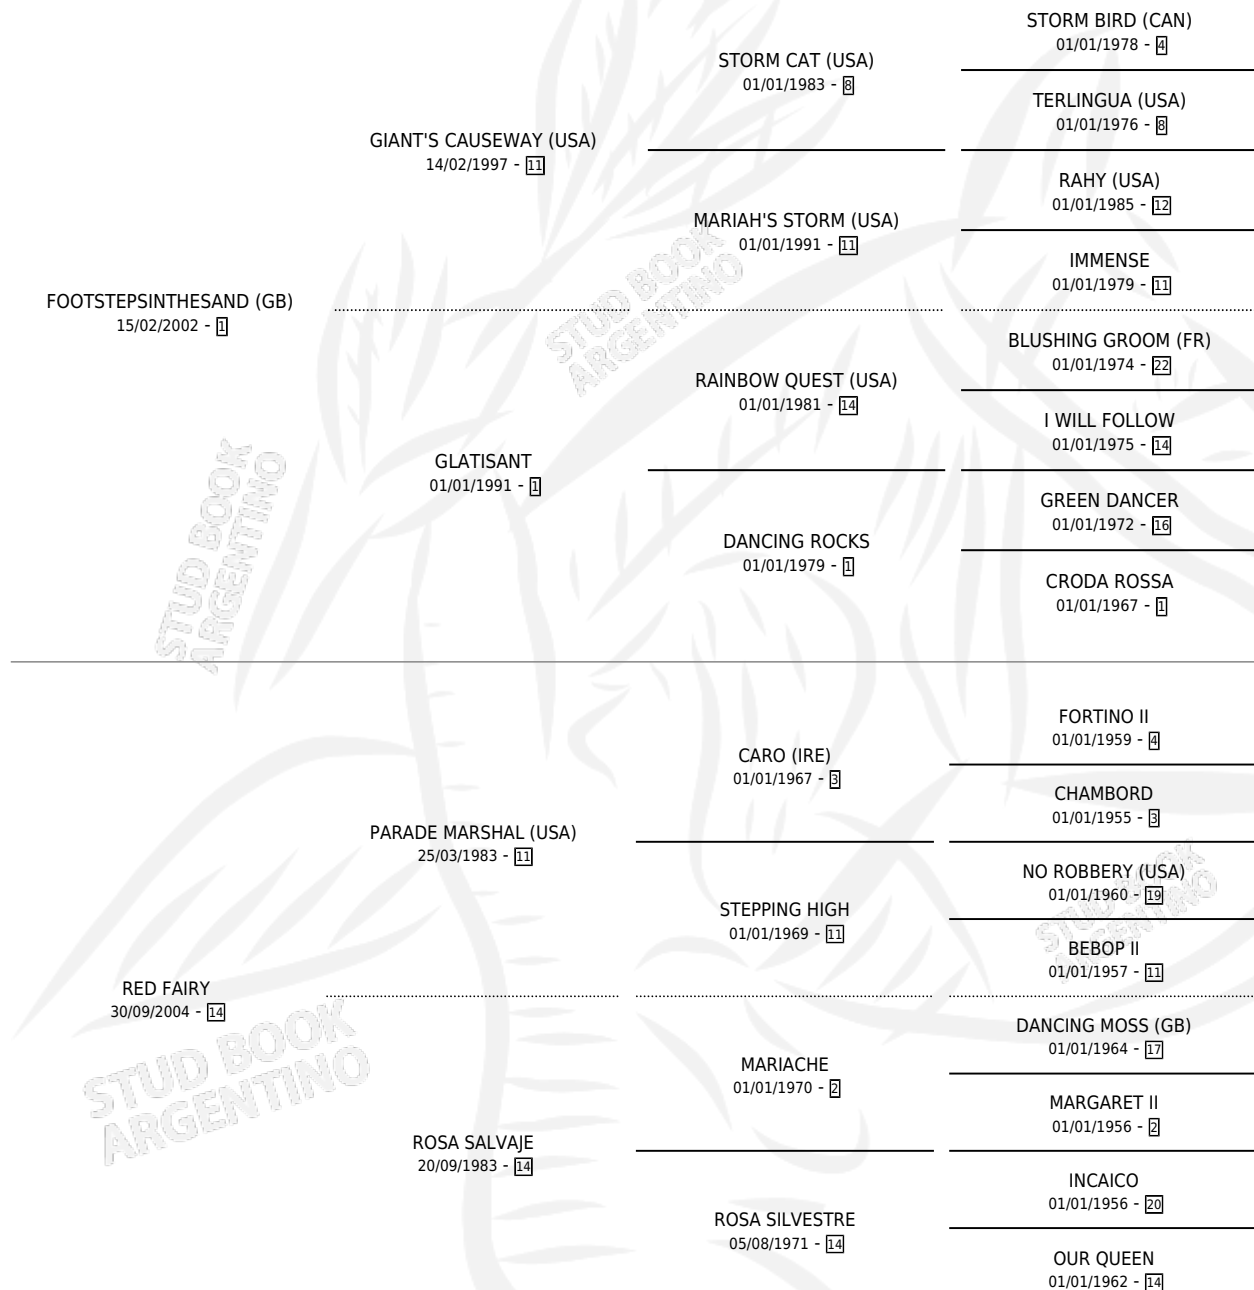 STORM BIRD (CAN)
01/01/1978 - 4
STORM CAT (USA)
01/01/1983 - 8
TERLINGUA (USA)
01/01/1976 - 8
GIANT'S CAUSEWAY (USA)
14/02/1997 - 11
RAHY (USA)
01/01/1985 - 12
MARIAH'S STORM (USA)
01/01/1991 - 11
IMMENSE
01/01/1979 - 11
FOOTSTEPSINTHESAND (GB)
15/02/2002 - 1
STUD BOOK
ARGENTINO
BLUSHING GROOM (FR)
01/01/1974 - 22
RAINBOW QUEST (USA)
01/01/1981 - 14
I WILL FOLLOW
01/01/1975 - 14
GLATISANT
01/01/1991 - 1
GREEN DANCER
01/01/1972 - 16
DANCING ROCKS
01/01/1979 - 1
CRODA ROSSA
01/01/1967 - 1
STUD BOOK
ARGENTINO
FORTINO II
01/01/1959 - 4
CARO (IRE)
01/01/1967 - 3
CHAMBORD
01/01/1955 - 3
PARADE MARSHAL (USA)
25/03/1983 - 11
NO ROBBERY (USA)
01/01/1960 - 19
STEPPING HIGH
01/01/1969 - 11
STUD BOOK
ARGENTINO
BEBOP II
01/01/1957 - 11
RED FAIRY
30/09/2004 - 14
STUD BOOK
ARGENTINO
DANCING MOSS (GB)
01/01/1964 - 17
MARIACHE
01/01/1970 - 2
MARGARET II
01/01/1956 - 2
ROSA SALVAJE
20/09/1983 - 14
INCAICO
01/01/1956 - 20
ROSA SILVESTRE
05/08/1971 - 14
OUR QUEEN
01/01/1962 - 14